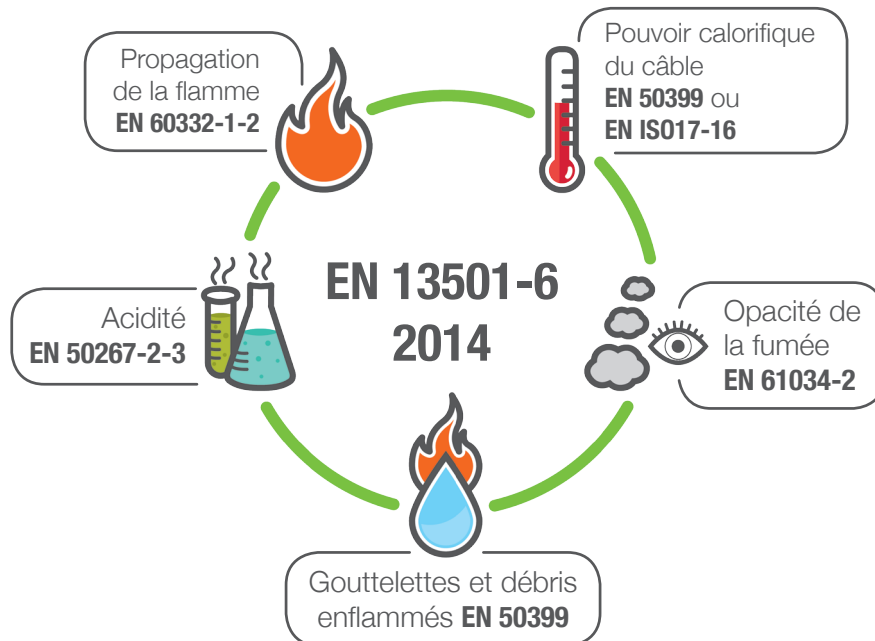 Propagation
de la flamme
EN 60332-1-2
Pouvoir calorifique
du câble
EN 50399 ou
EN ISO17-16
EN 13501-6
2014
Acidité
EN 50267-2-3
Opacité de
la fumée
EN 61034-2
Gouttelettes et débris
enflammés EN 50399